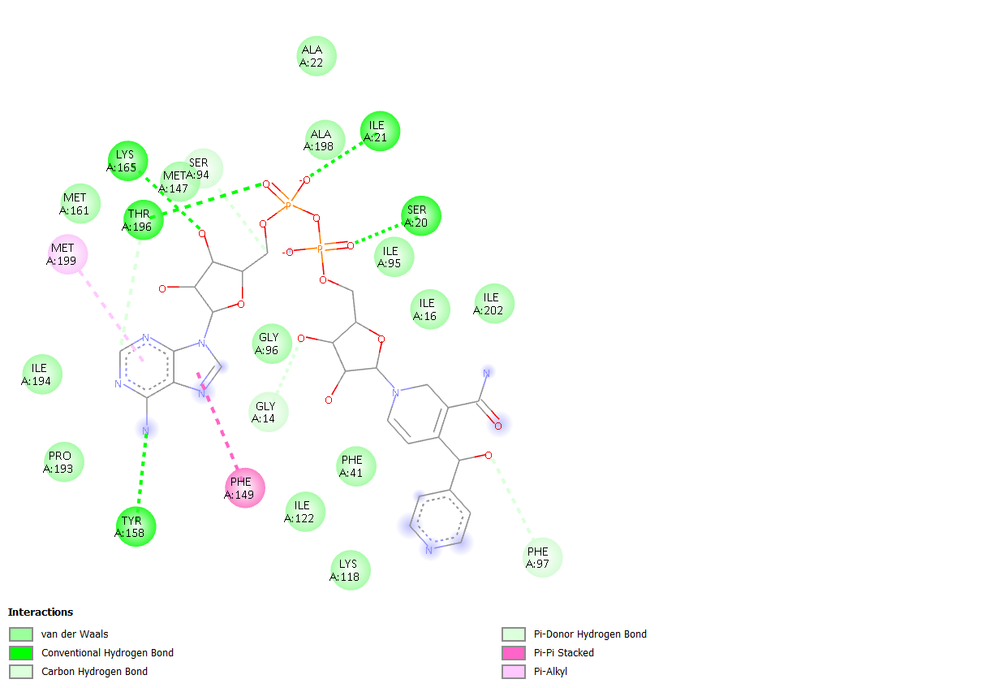 ALA
A:22
ILE
A:21
ALA
A:198
LYS
A:165
SER
A:94
MET
A:147
MET
A:161
THR
A:196
SER
A:20
MET
A:199
ILE
A:95
ILE
A:16
ILE
A:202
GLY
A:96
ILE
A:194
GLY
A:14
PRO
A:193
PHE
A:41
PHE
A:149
ILE
A:122
TYR
A:158
PHE
A:97
LYS
A:118
O
-O
P
O
O
O
-O
P
O
O
O
O
O
N
N
N
N
N
O
O
O
N
N
O
O
N
Interactions
van der Waals
Conventional Hydrogen Bond
Carbon Hydrogen Bond
Pi-Donor Hydrogen Bond
Pi-Pi Stacked
Pi-Alkyl